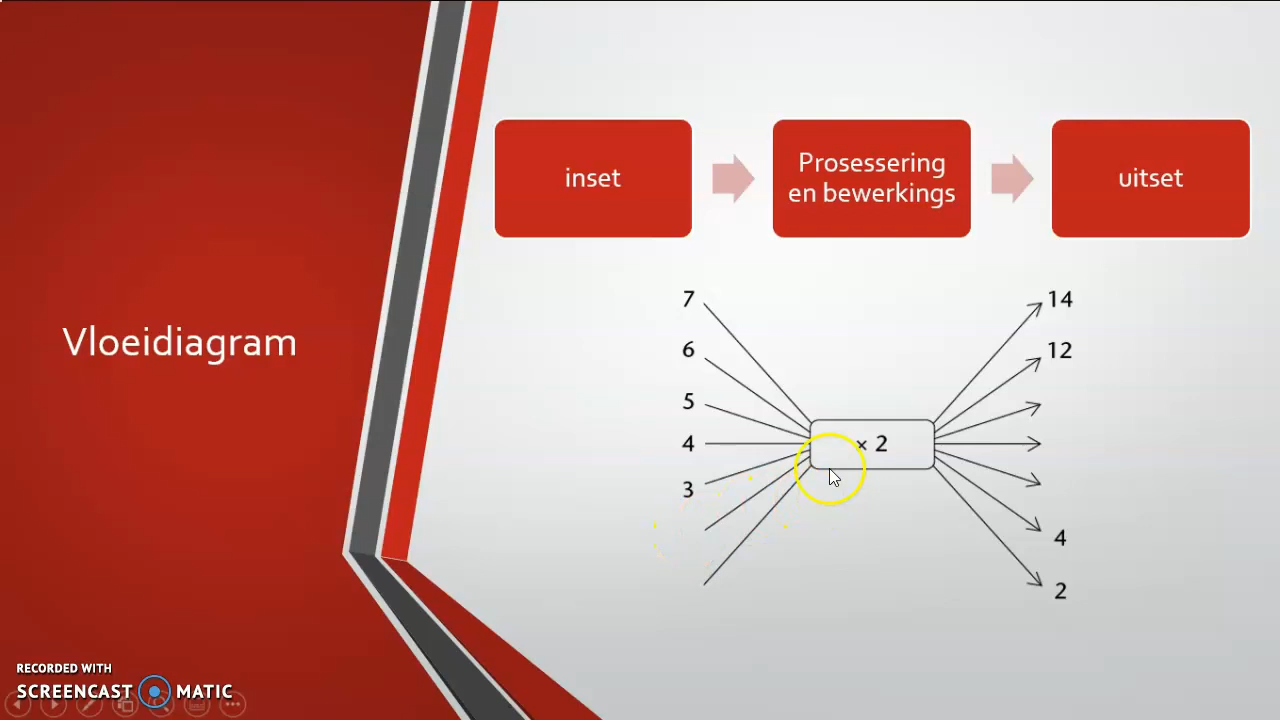 Vloeidiagram
inset
Prosessering
en bewerkings
uitset
7
6
5
4
3
× 2
14
12
4
2
RECORDED WITH
SCREENCAST MATIC